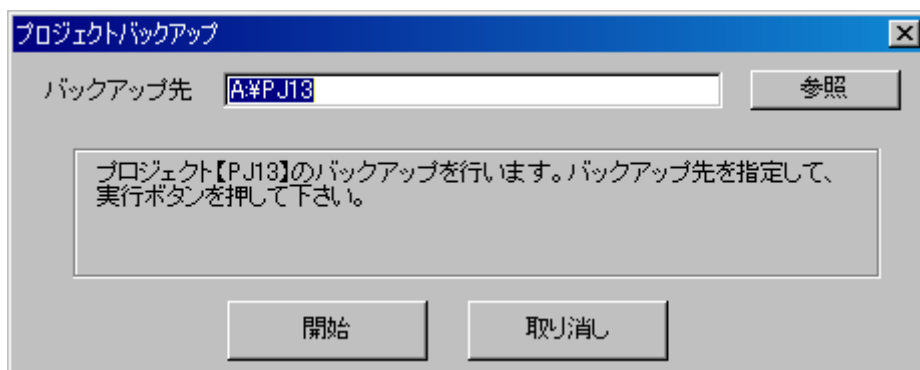 プロジェクトバックアップ
バックアップ先 A:¥PJ13 参照
プロジェクト【PJ13】のバックアップを行います。バックアップ先を指定して、
実行ボタンを押して下さい。
開始 取り消し